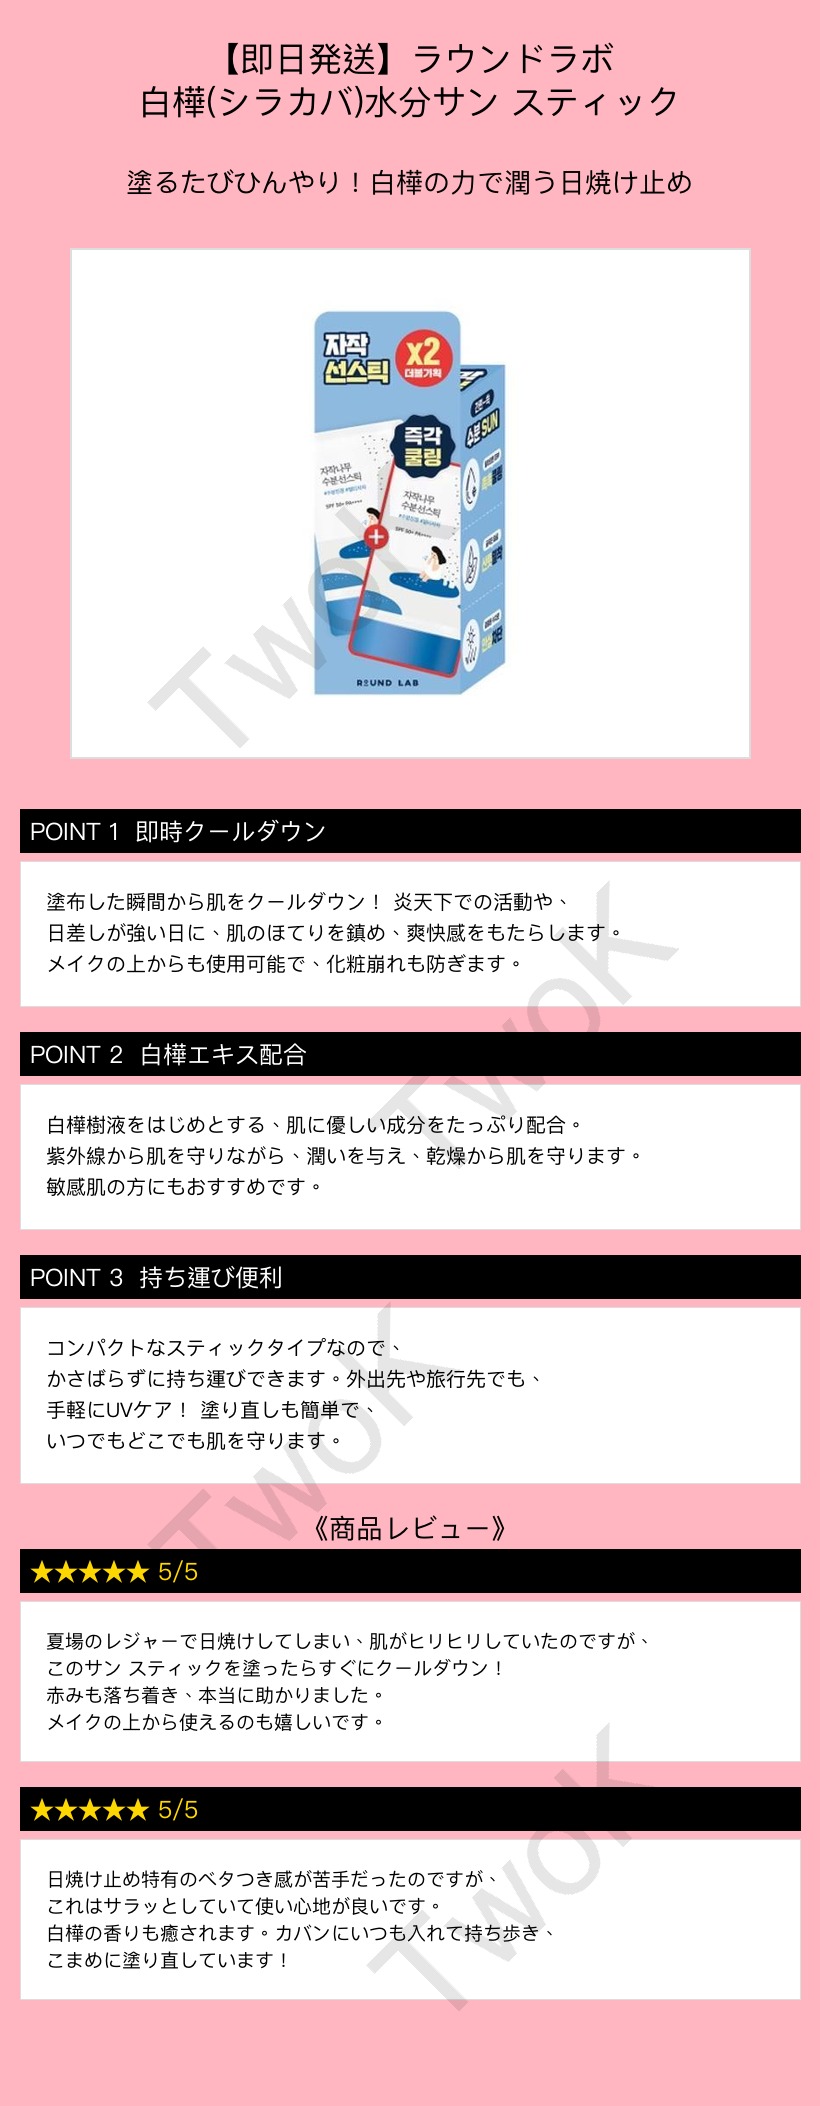 【即日発送】ラウンドラボ
白樺(シラカバ)水分サン スティック
塗るたびひんやり！白樺の力で潤う日焼け止め
자작
선스틱
x2
더블기획
즉각
쿨링
자작나무
수분선스틱
SPF 50+ PA++++
자작나무
수분선스틱
SPF 50+ PA++++
수분SUN
ROUND LAB
POINT 1 即時クールダウン
塗布した瞬間から肌をクールダウン！ 炎天下での活動や、
日差しが強い日に、肌のほてりを鎮め、爽快感をもたらします。
メイクの上からも使用可能で、化粧崩れも防ぎます。
POINT 2 白樺エキス配合
白樺樹液をはじめとする、肌に優しい成分をたっぷり配合。
紫外線から肌を守りながら、潤いを与え、乾燥から肌を守ります。
敏感肌の方にもおすすめです。
POINT 3 持ち運び便利
コンパクトなスティックタイプなので、
かさばらずに持ち運びできます。外出先や旅行先でも、
手軽にUVケア！ 塗り直しも簡単で、
いつでもどこでも肌を守ります。
《商品レビュー》
★★★★★ 5/5
夏場のレジャーで日焼けしてしまい、肌がヒリヒリしていたのですが、
このサン スティックを塗ったらすぐにクールダウン！
赤みも落ち着き、本当に助かりました。
メイクの上から使えるのも嬉しいです。
★★★★★ 5/5
日焼け止め特有のベタつき感が苦手だったのですが、
これはサラッとしていて使い心地が良いです。
白樺の香りも癒されます。カバンにいつも入れて持ち歩き、
こまめに塗り直しています！
TwoK
TwoK
TwoK
TwoK